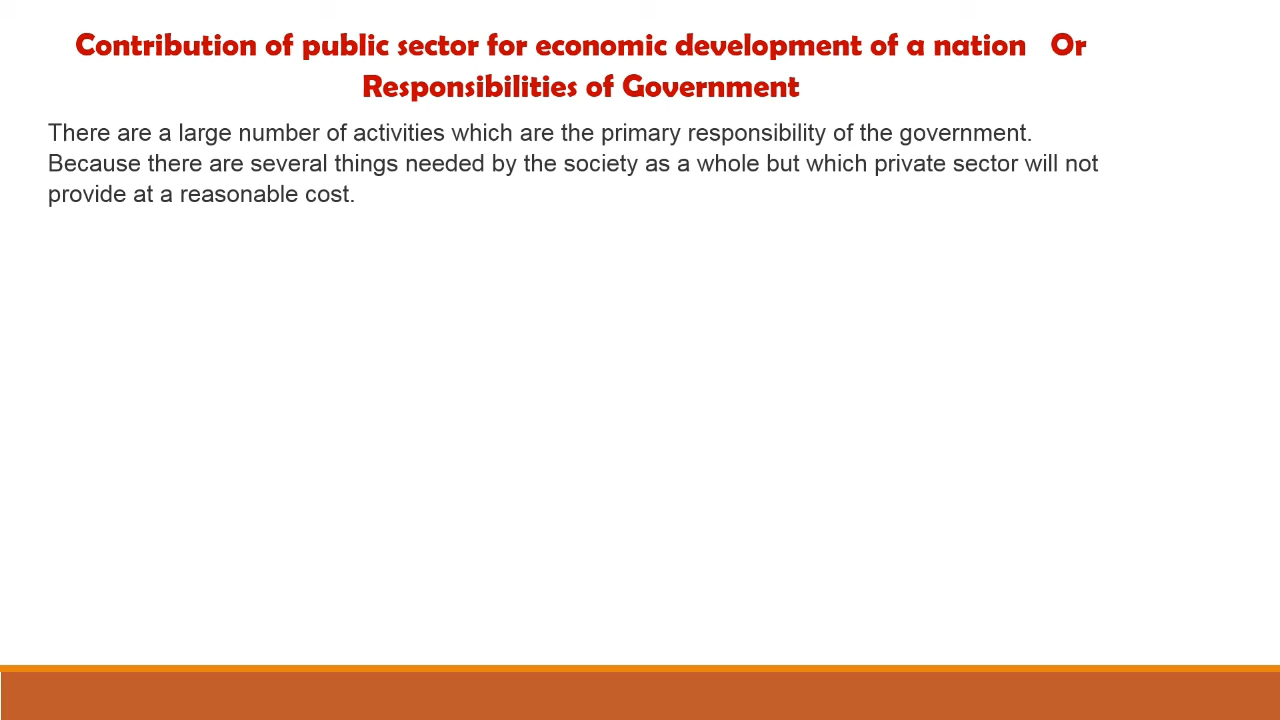 Contribution of public sector for economic development of a nation Or
Responsibilities of Government
There are a large number of activities which are the primary responsibility of the government.
Because there are several things needed by the society as a whole but which private sector will not
provide at a reasonable cost.